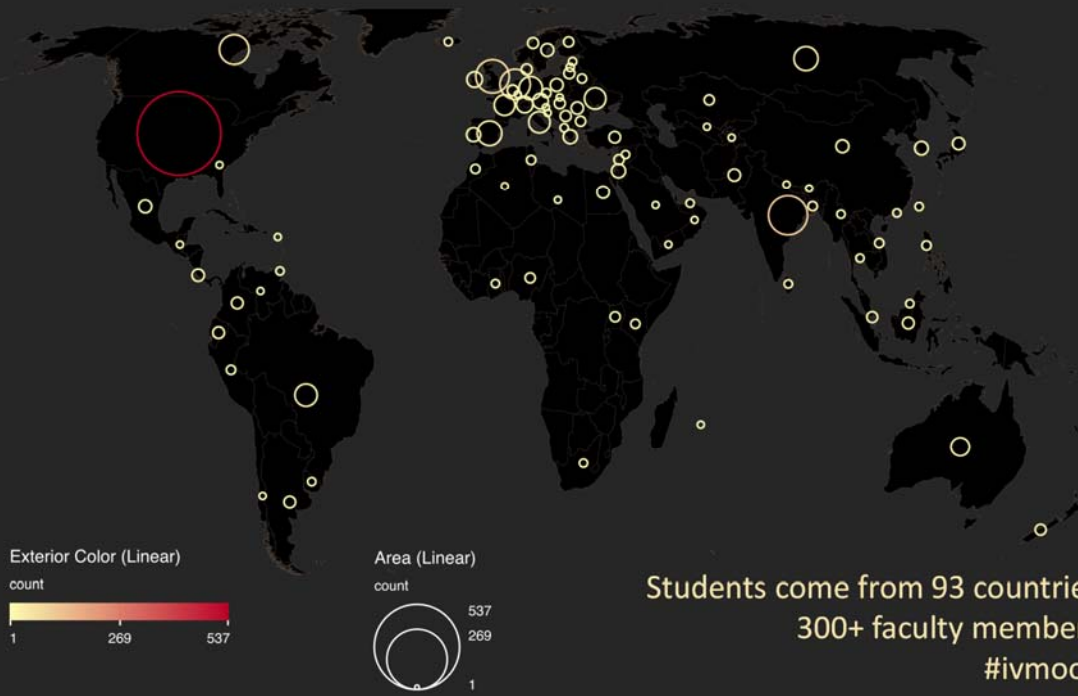 Exterior Color (Linear)
count
1 269 537
Area (Linear)
count
537
269
1
Students come from 93 countrie
300+ faculty member
#ivmoo